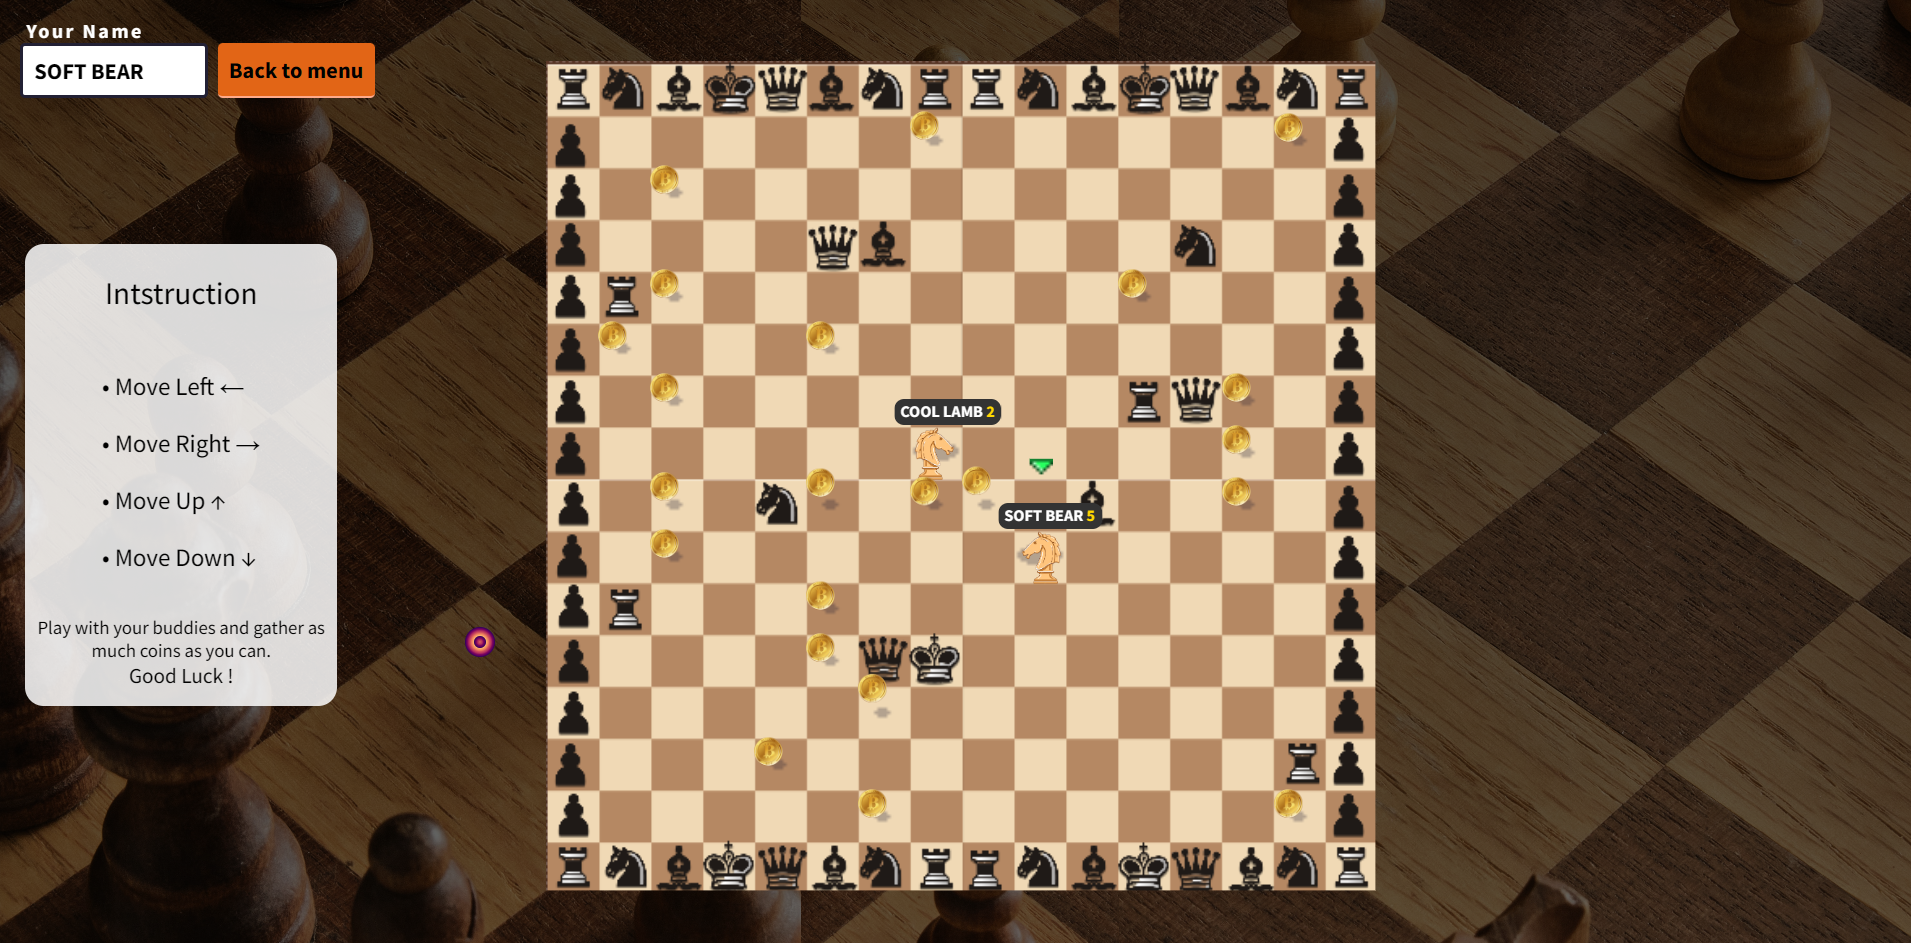 Your Name
SOFT BEAR
Back to menu
Intstruction
• Move Left ←
• Move Right →
• Move Up ↑
• Move Down ↓
Play with your buddies and gather as
much coins as you can.
Good Luck !
COOL LAMB 2
SOFT BEAR 5